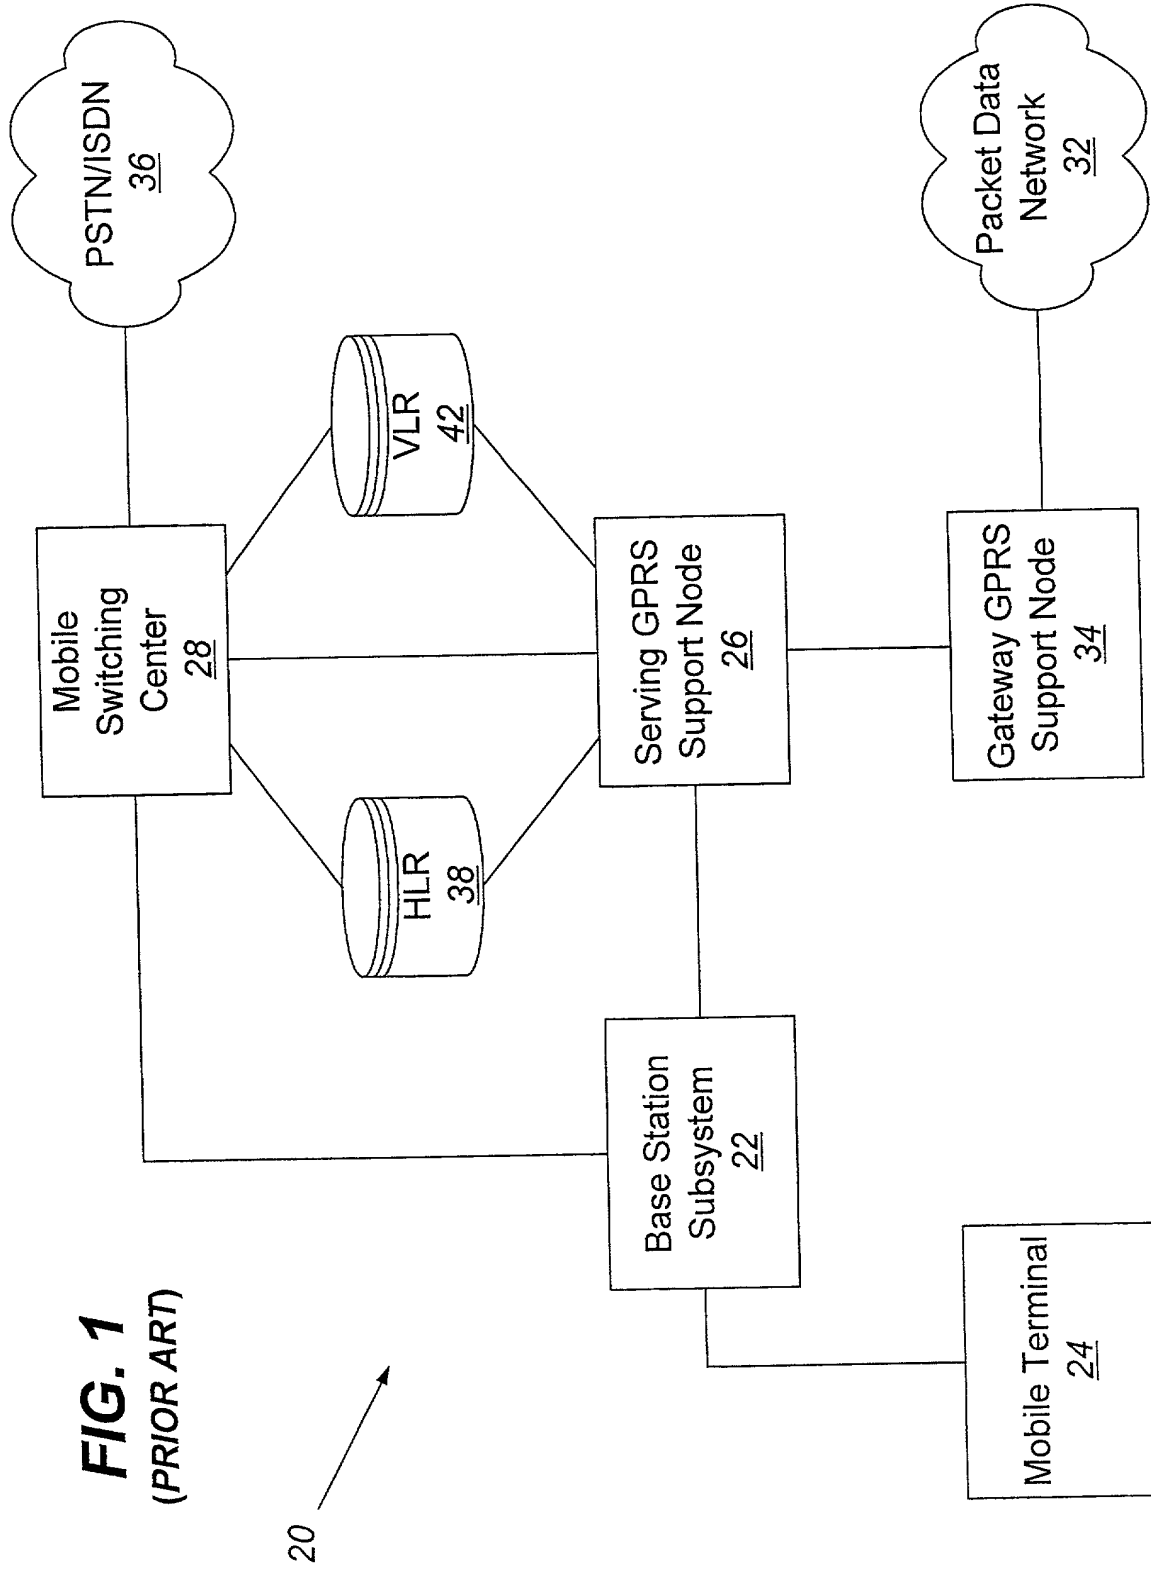 FIG. 1
(PRIOR ART)
20
Mobile
Switching
Center
28
PSTN/ISDN
36
HLR
38
VLR
42
Base Station
Subsystem
22
Serving GPRS
Support Node
26
Mobile Terminal
24
Gateway GPRS
Support Node
34
Packet Data
Network
32